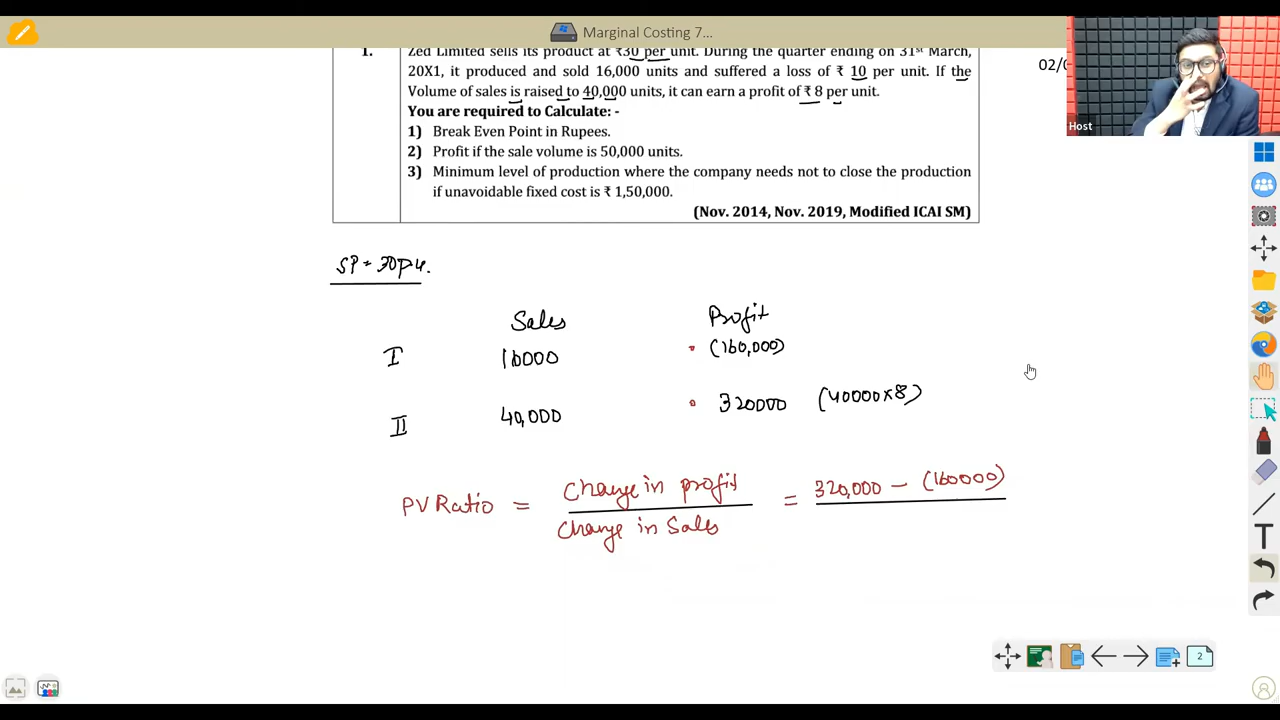 Marginal Costing 7...
02/0
Host
1. Zed Limited sells its product at ₹30 per unit. During the quarter ending on 31st March,
20X1, it produced and sold 16,000 units and suffered a loss of ₹ 10 per unit. If the
Volume of sales is raised to 40,000 units, it can earn a profit of ₹ 8 per unit.
You are required to Calculate: -
1) Break Even Point in Rupees.
2) Profit if the sale volume is 50,000 units.
3) Minimum level of production where the company needs not to close the production
if unavoidable fixed cost is ₹ 1,50,000.
(Nov. 2014, Nov. 2019, Modified ICAI SM)
SP = 30 p.u.
Sales Profit
I 16000 (160,000)
II 40,000 320000 (40000x8)
PV Ratio = Change in profit = 320,000 - (160000)
Change in Sales
2